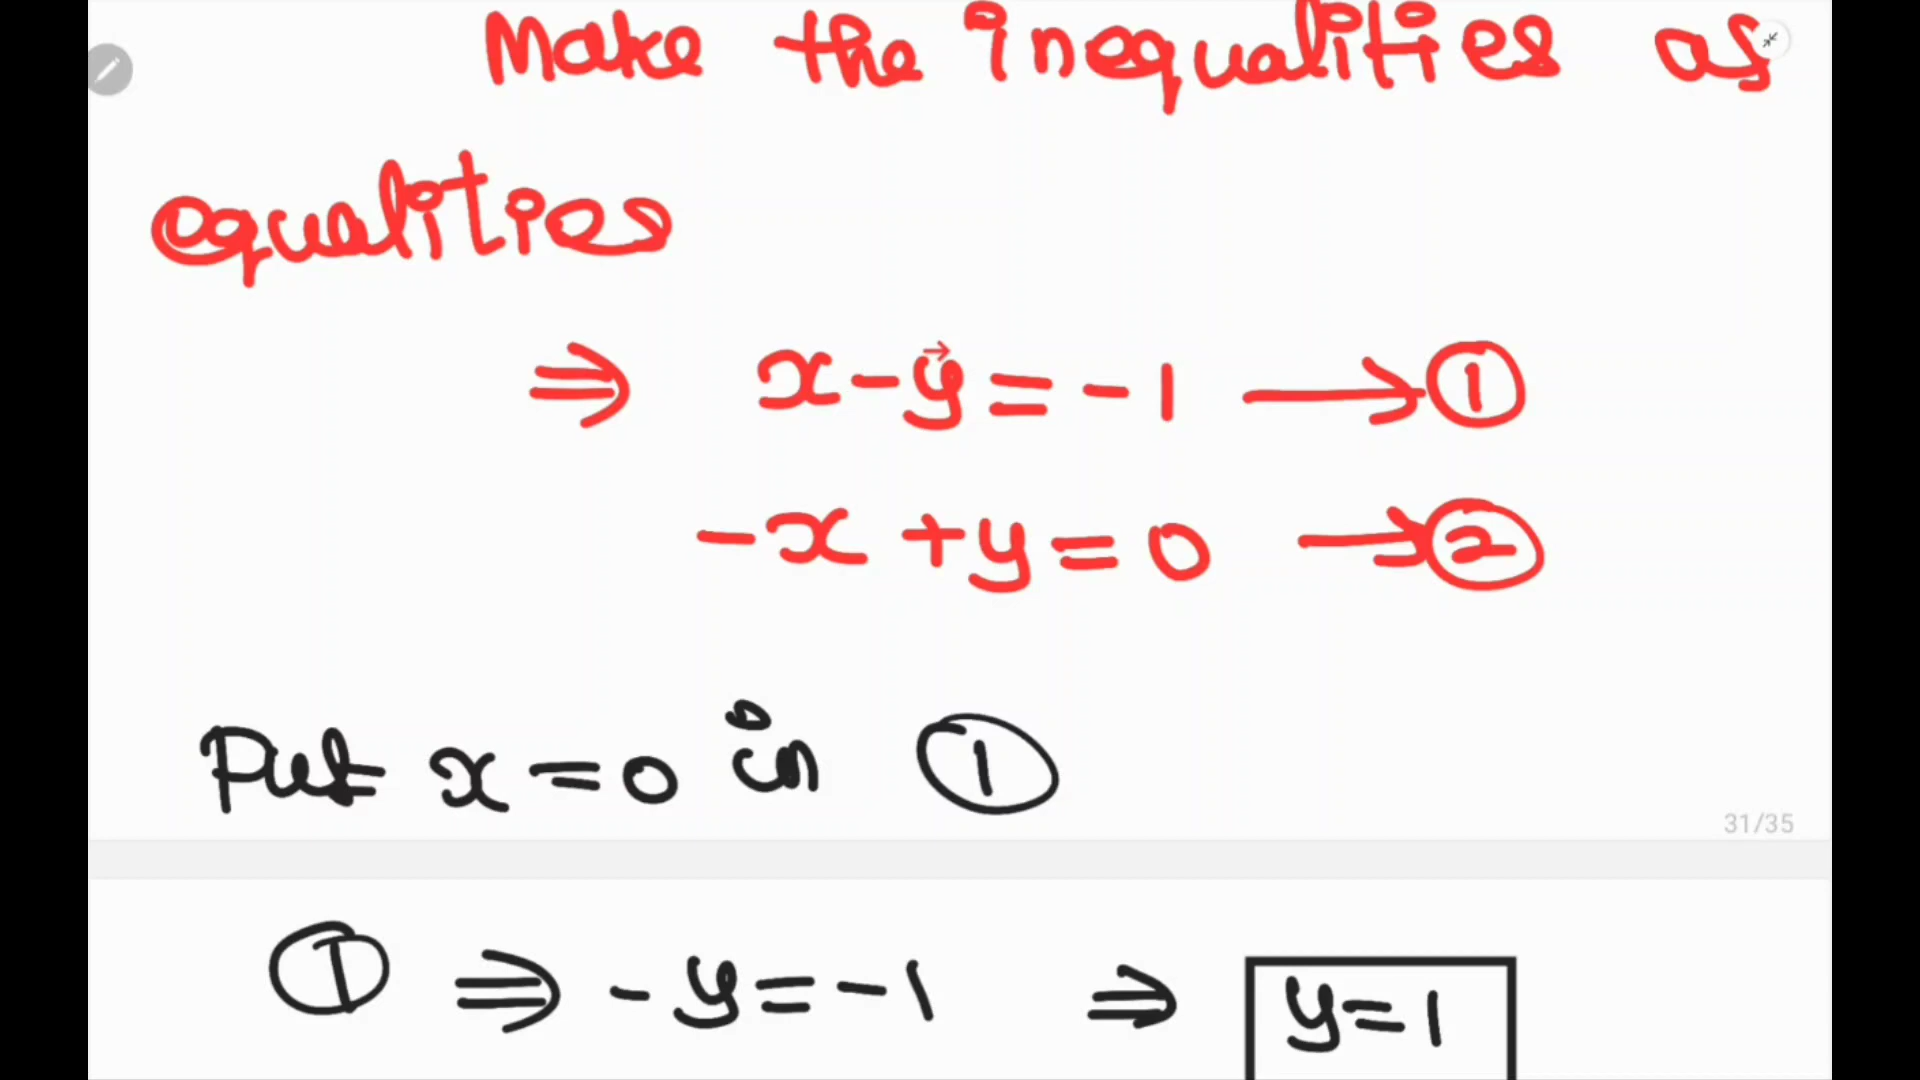 Make the inequalities as
equalities
⇒ x - y = -1 → ①
-x + y = 0 → ②
Put x = 0 in ①
31/35
① ⇒ -y = -1 ⇒ y = 1